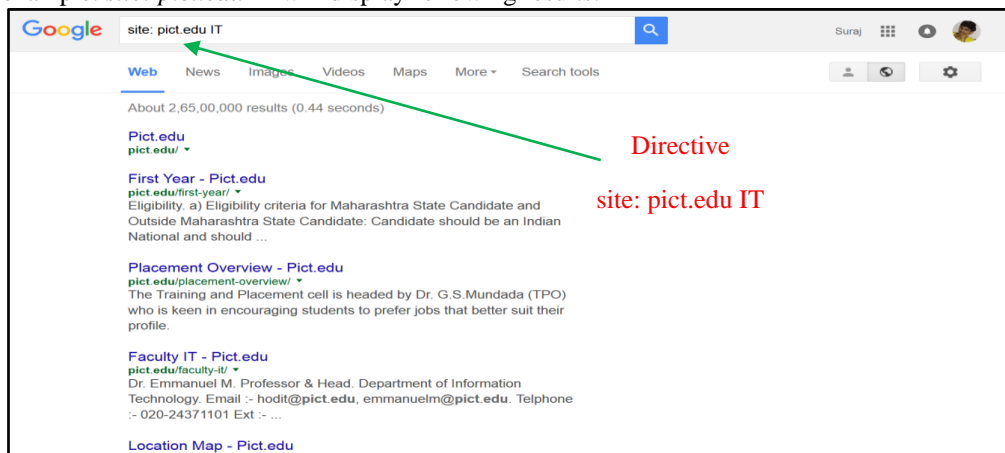 Google site: pict.edu IT Suraj
Web News Images Videos Maps More Search tools
About 2,65,00,000 results (0.44 seconds)
Pict.edu
pict.edu/
Directive
site: pict.edu IT
First Year - Pict.edu
pict.edu/first-year/
Eligibility. a) Eligibility criteria for Maharashtra State Candidate and
Outside Maharashtra State Candidate: Candidate should be an Indian
National and should ...
Placement Overview - Pict.edu
pict.edu/placement-overview/
The Training and Placement cell is headed by Dr. G.S.Mundada (TPO)
who is keen in encouraging students to prefer jobs that better suit their
profile.
Faculty IT - Pict.edu
pict.edu/faculty-it/
Dr. Emmanuel M. Professor & Head. Department of Information
Technology. Email :- hodit@pict.edu, emmanuelm@pict.edu. Telphone
:- 020-24371101 Ext :- ...
Location Map - Pict.edu